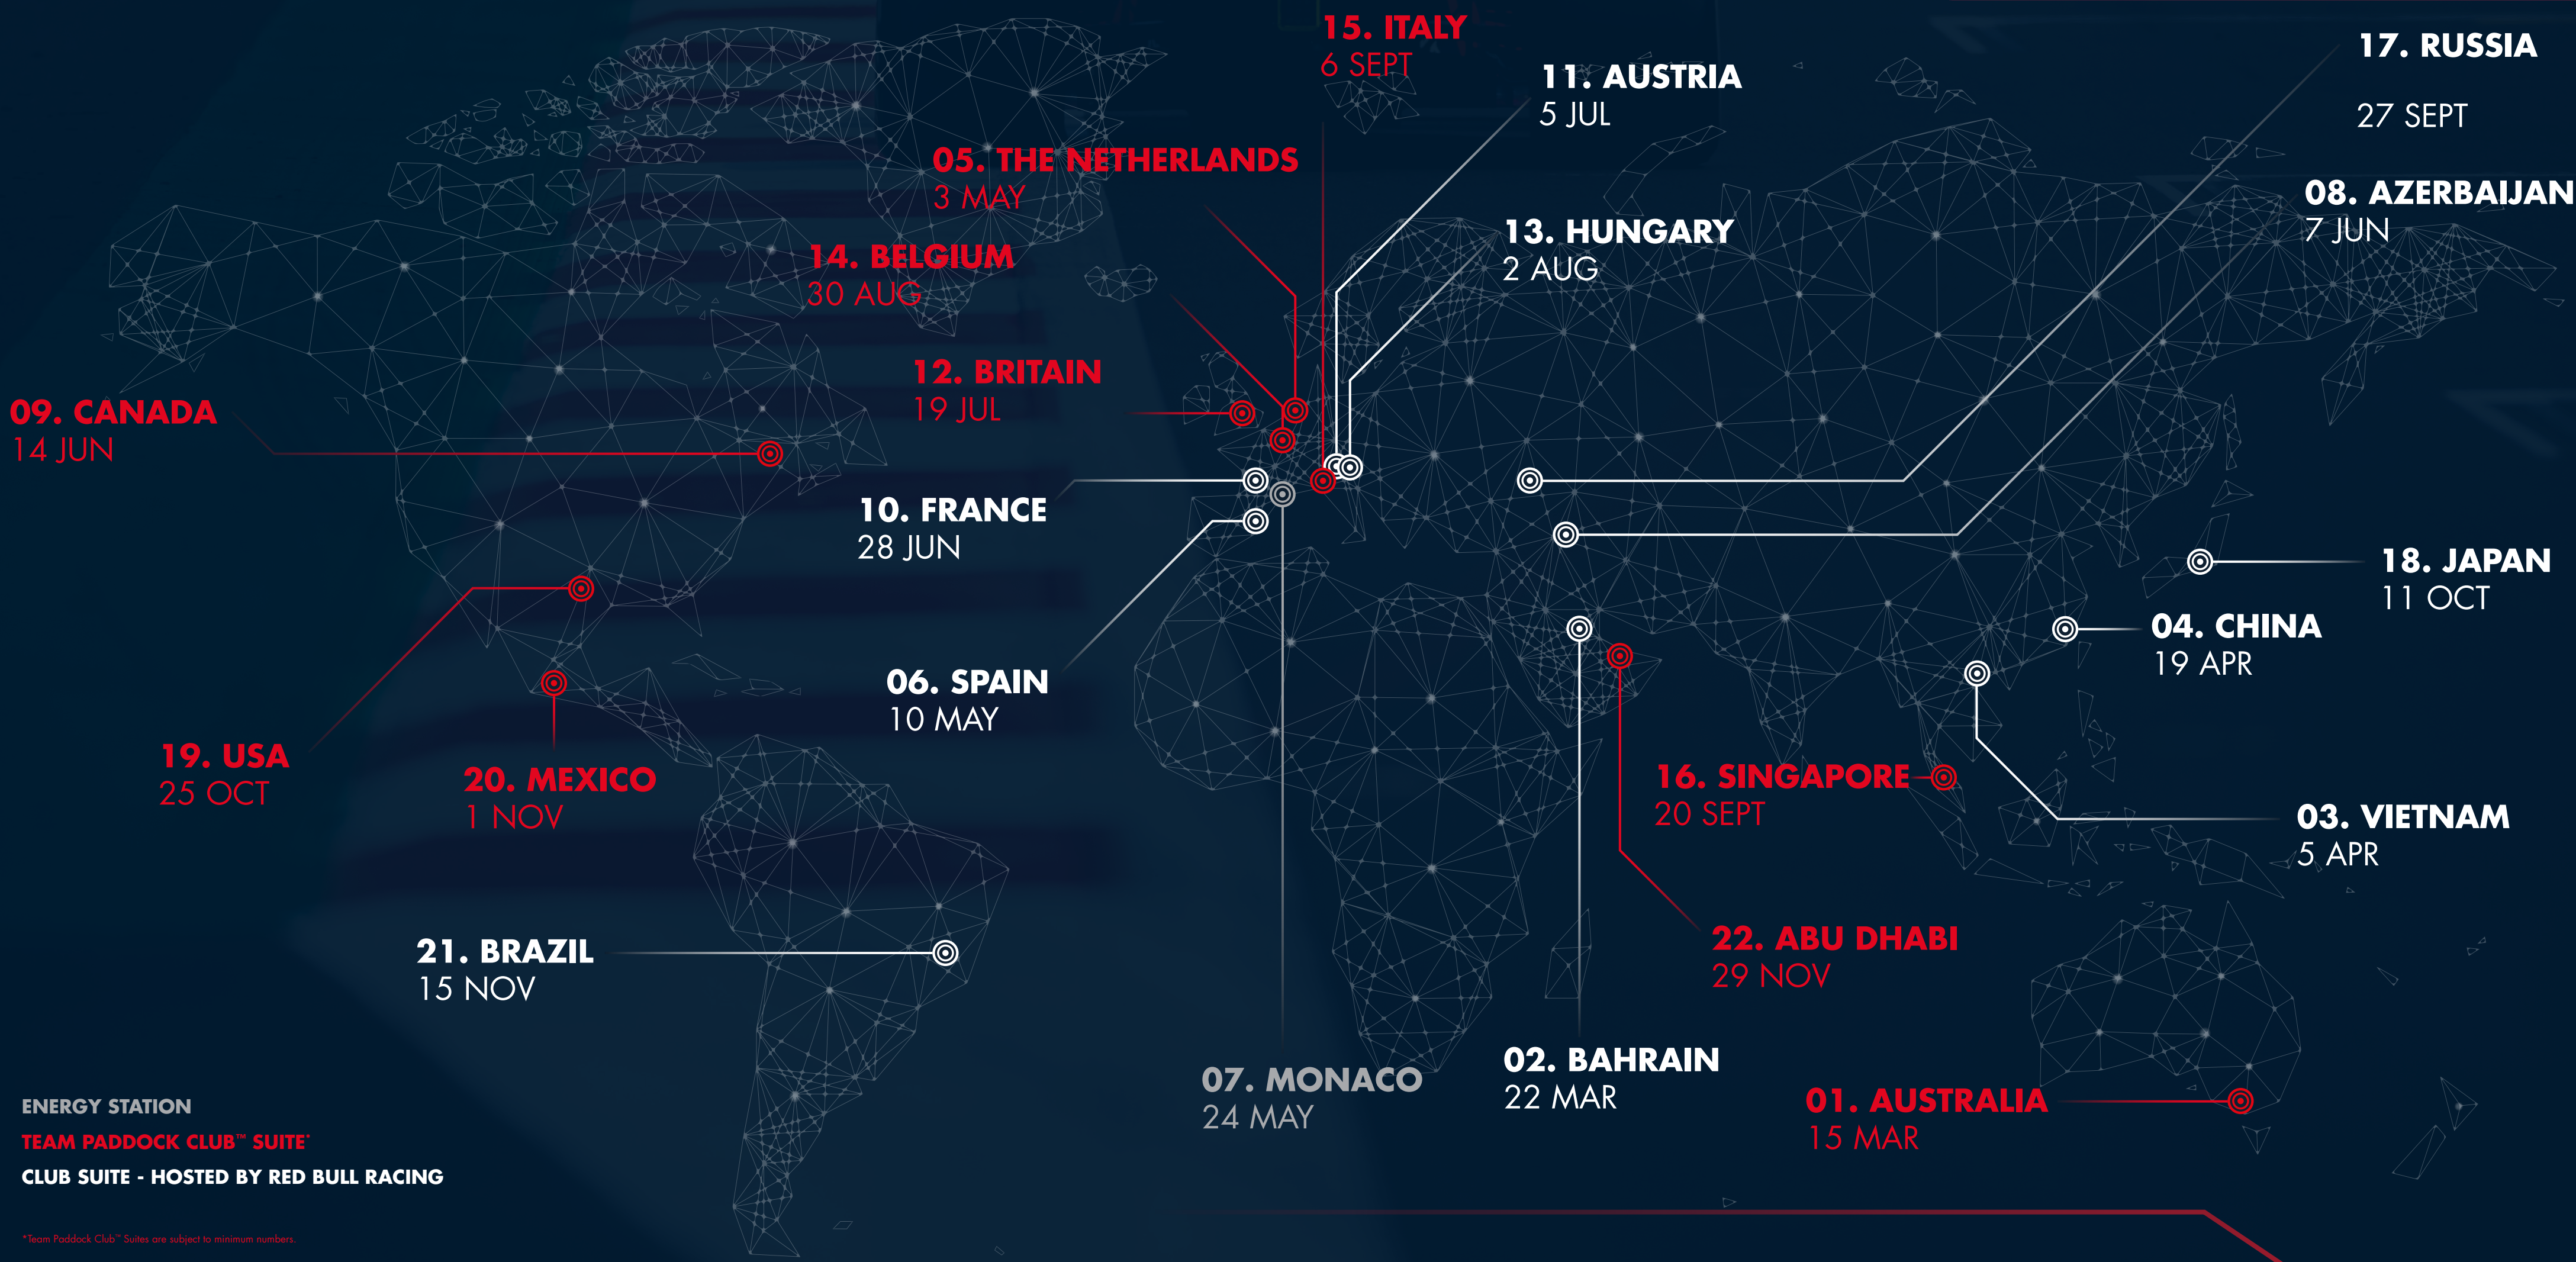 15. ITALY
6 SEPT
11. AUSTRIA
5 JUL
17. RUSSIA
27 SEPT
05. THE NETHERLANDS
3 MAY
08. AZERBAIJAN
7 JUN
14. BELGIUM
30 AUG
13. HUNGARY
2 AUG
12. BRITAIN
19 JUL
09. CANADA
14 JUN
10. FRANCE
28 JUN
18. JAPAN
11 OCT
04. CHINA
19 APR
06. SPAIN
10 MAY
19. USA
25 OCT
20. MEXICO
1 NOV
16. SINGAPORE
20 SEPT
03. VIETNAM
5 APR
21. BRAZIL
15 NOV
22. ABU DHABI
29 NOV
07. MONACO
24 MAY
02. BAHRAIN
22 MAR
01. AUSTRALIA
15 MAR
ENERGY STATION
TEAM PADDOCK CLUB™ SUITE*
CLUB SUITE - HOSTED BY RED BULL RACING
*Team Paddock Club™ Suites are subject to minimum numbers.